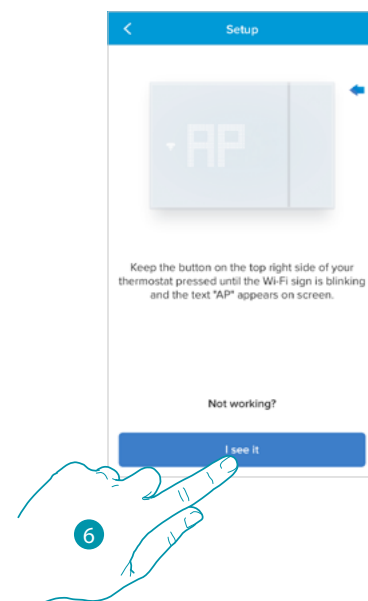 Setup
AP
Keep the button on the top right side of your
thermostat pressed until the Wi-Fi sign is blinking
and the text "AP" appears on screen.
Not working?
I see it
6